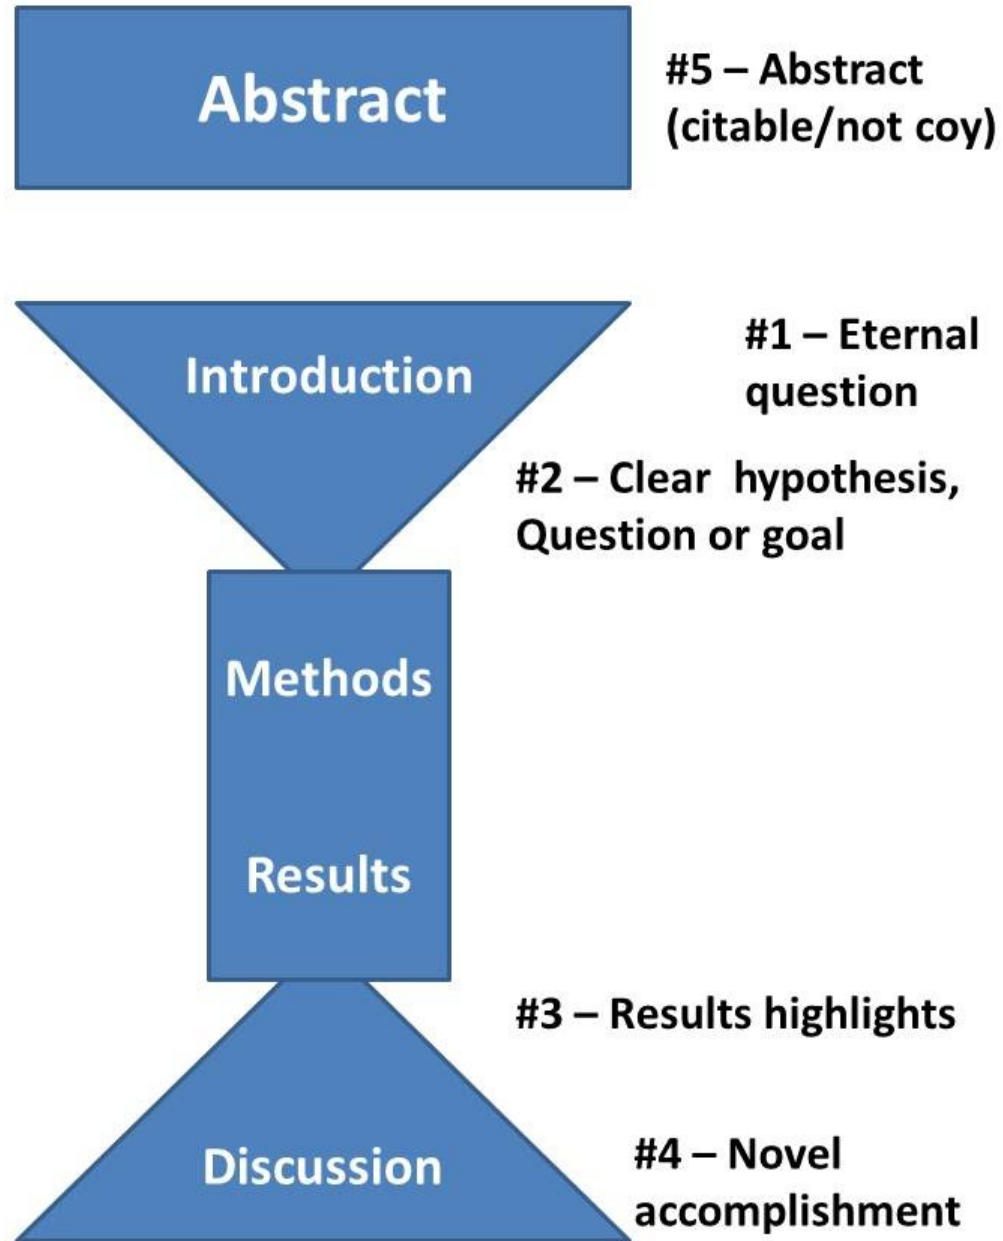 Abstract
#5 – Abstract
(citable/not coy)
Introduction
#1 – Eternal
question
#2 – Clear  hypothesis,
Question or goal
Methods
Results
#3 – Results highlights
Discussion
#4 – Novel
accomplishment